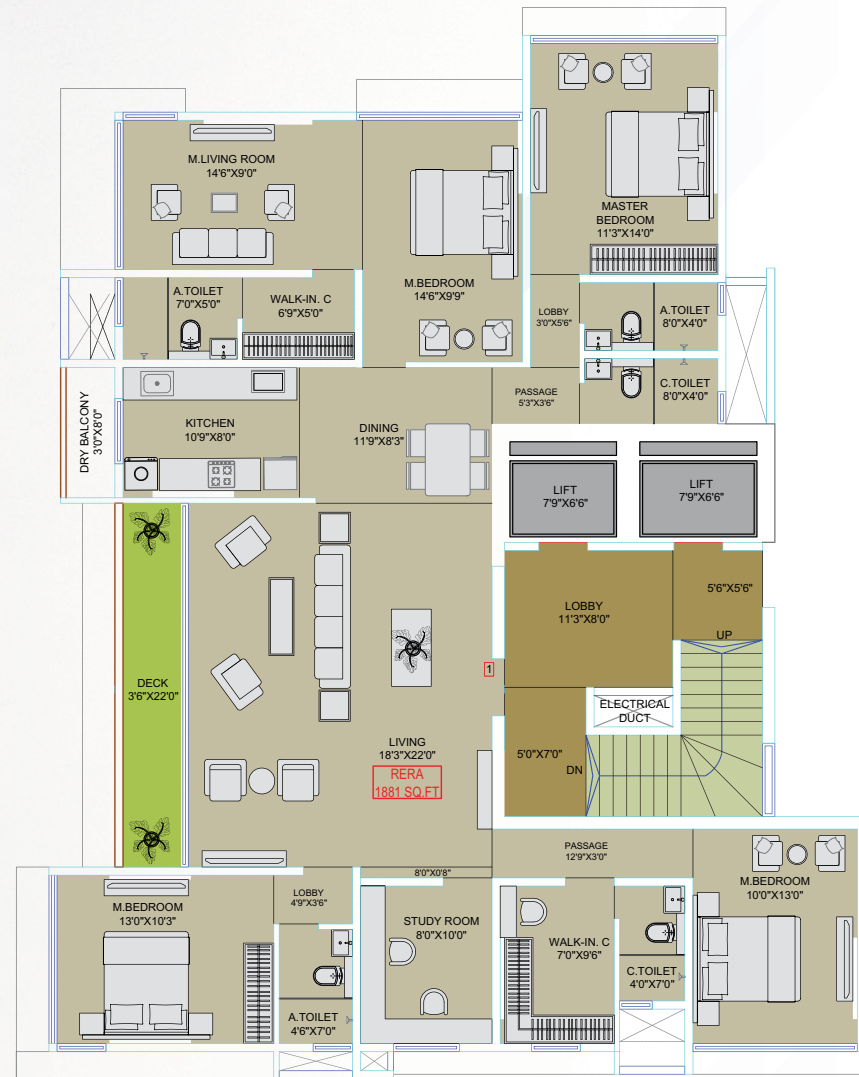 M.LIVING ROOM
14'6"X9'0"
MASTER
BEDROOM
11'3"X14'0"
M.BEDROOM
14'6"X9'9"
A.TOILET
7'0"X5'0"
WALK-IN. C
6'9"X5'0"
LOBBY
3'0"X5'6"
A.TOILET
8'0"X4'0"
C.TOILET
8'0"X4'0"
PASSAGE
5'3"X3'6"
DRY BALCONY
3'0"X8'0"
KITCHEN
10'9"X8'0"
DINING
11'9"X8'3"
LIFT
7'9"X6'6"
LIFT
7'9"X6'6"
LOBBY
11'3"X8'0"
5'6"X5'6"
UP
1
DECK
3'6"X22'0"
ELECTRICAL
DUCT
LIVING
18'3"X22'0"
RERA
1881 SQ.FT
5'0"X7'0"
DN
PASSAGE
12'9"X3'0"
8'0"X0'8"
M.BEDROOM
13'0"X10'3"
LOBBY
4'9"X3'6"
STUDY ROOM
8'0"X10'0"
WALK-IN. C
7'0"X9'6"
M.BEDROOM
10'0"X13'0"
C.TOILET
4'0"X7'0"
A.TOILET
4'6"X7'0"